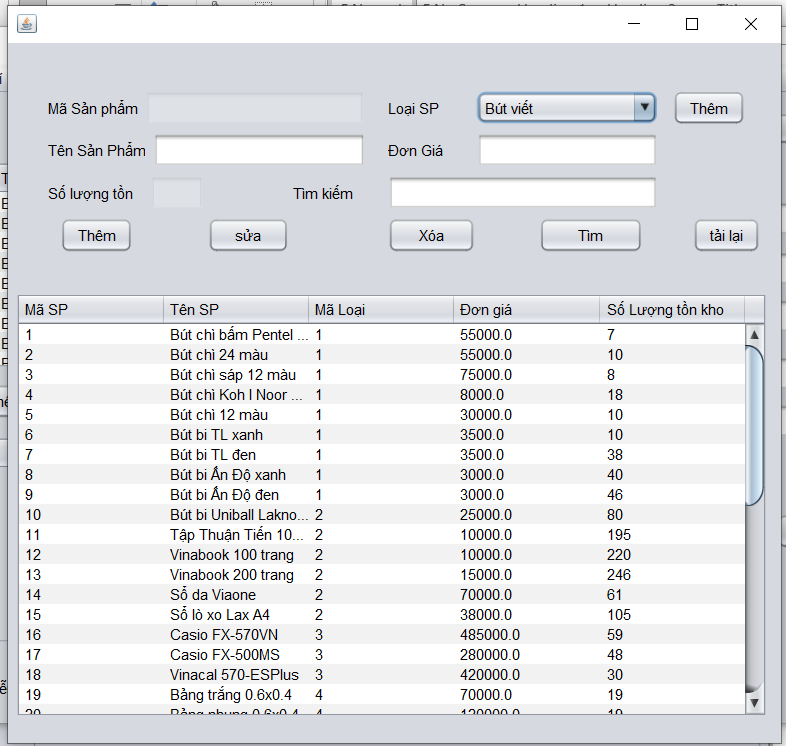 Mã Sản phẩm Loại SP Bút viết Thêm
Tên Sản Phẩm Đơn Giá
Số lượng tồn Tìm kiếm
Thêm sửa Xóa Tìm tải lại
Mã SP Tên SP Mã Loại Đơn giá Số Lượng tồn kho
1 Bút chì bấm Pentel ... 1 55000.0 7
2 Bút chì 24 màu 1 55000.0 10
3 Bút chì sáp 12 màu 1 75000.0 8
4 Bút chì Koh I Noor ... 1 8000.0 18
5 Bút chì 12 màu 1 30000.0 10
6 Bút bi TL xanh 1 3500.0 10
7 Bút bi TL đen 1 3500.0 38
8 Bút bi Ấn Độ xanh 1 3000.0 40
9 Bút bi Ấn Độ đen 1 3000.0 46
10 Bút bi Uniball Lakno... 2 25000.0 80
11 Tập Thuận Tiến 10... 2 10000.0 195
12 Vinabook 100 trang 2 10000.0 220
13 Vinabook 200 trang 2 15000.0 246
14 Sổ da Viaone 2 70000.0 61
15 Sổ lò xo Lax A4 2 38000.0 105
16 Casio FX-570VN 3 485000.0 59
17 Casio FX-500MS 3 280000.0 48
18 Vinacal 570-ESPlus 3 420000.0 30
19 Bảng trắng 0.6x0.4 4 70000.0 19
20 Bảng nhung 0.6x0.4 4 120000.0 19